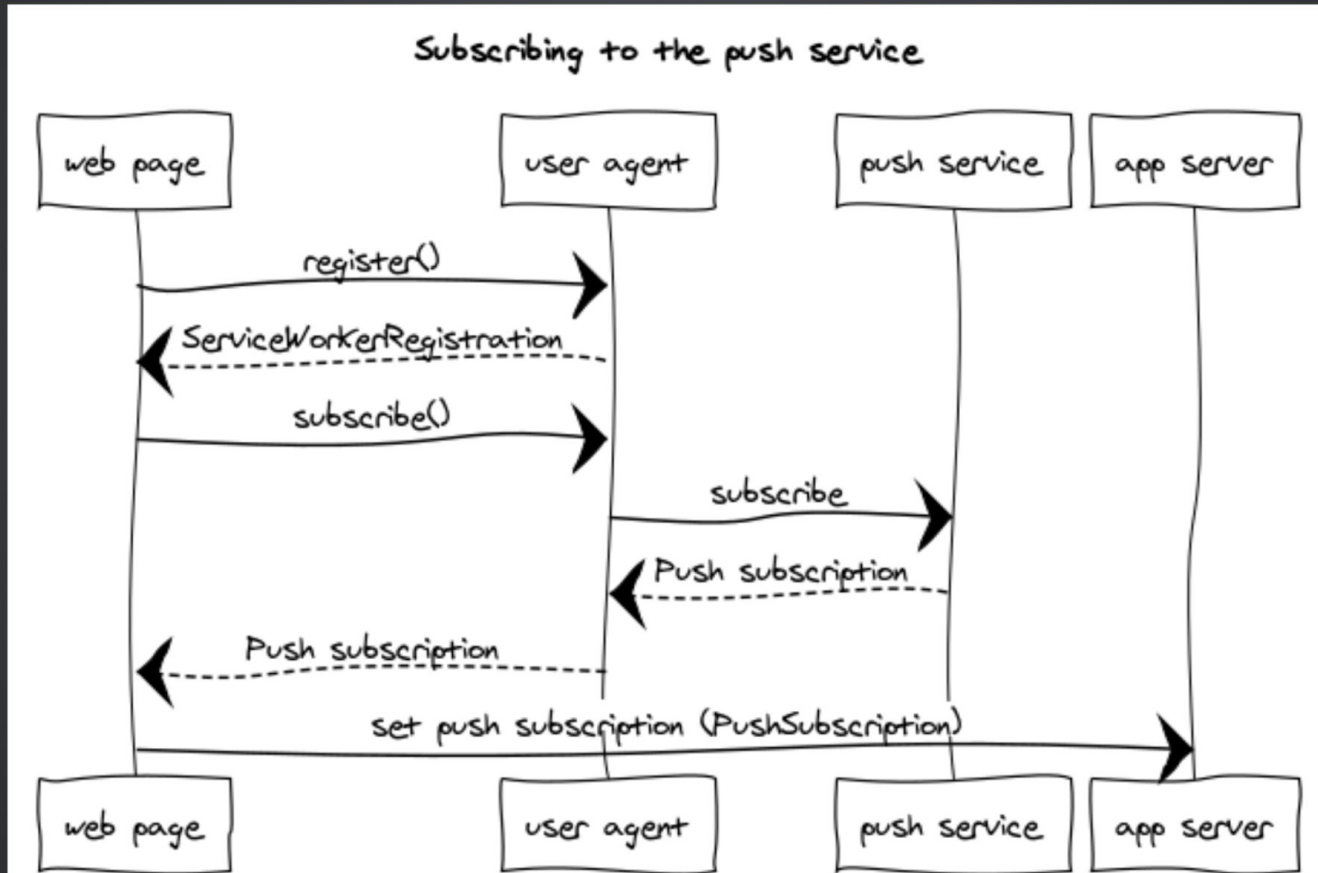 Subscribing to the push service
web page
user agent
push service
app server
register()
ServiceWorkerRegistration
subscribe()
subscribe
Push subscription
Push subscription
set push subscription (PushSubscription)
web page
user agent
push service
app server